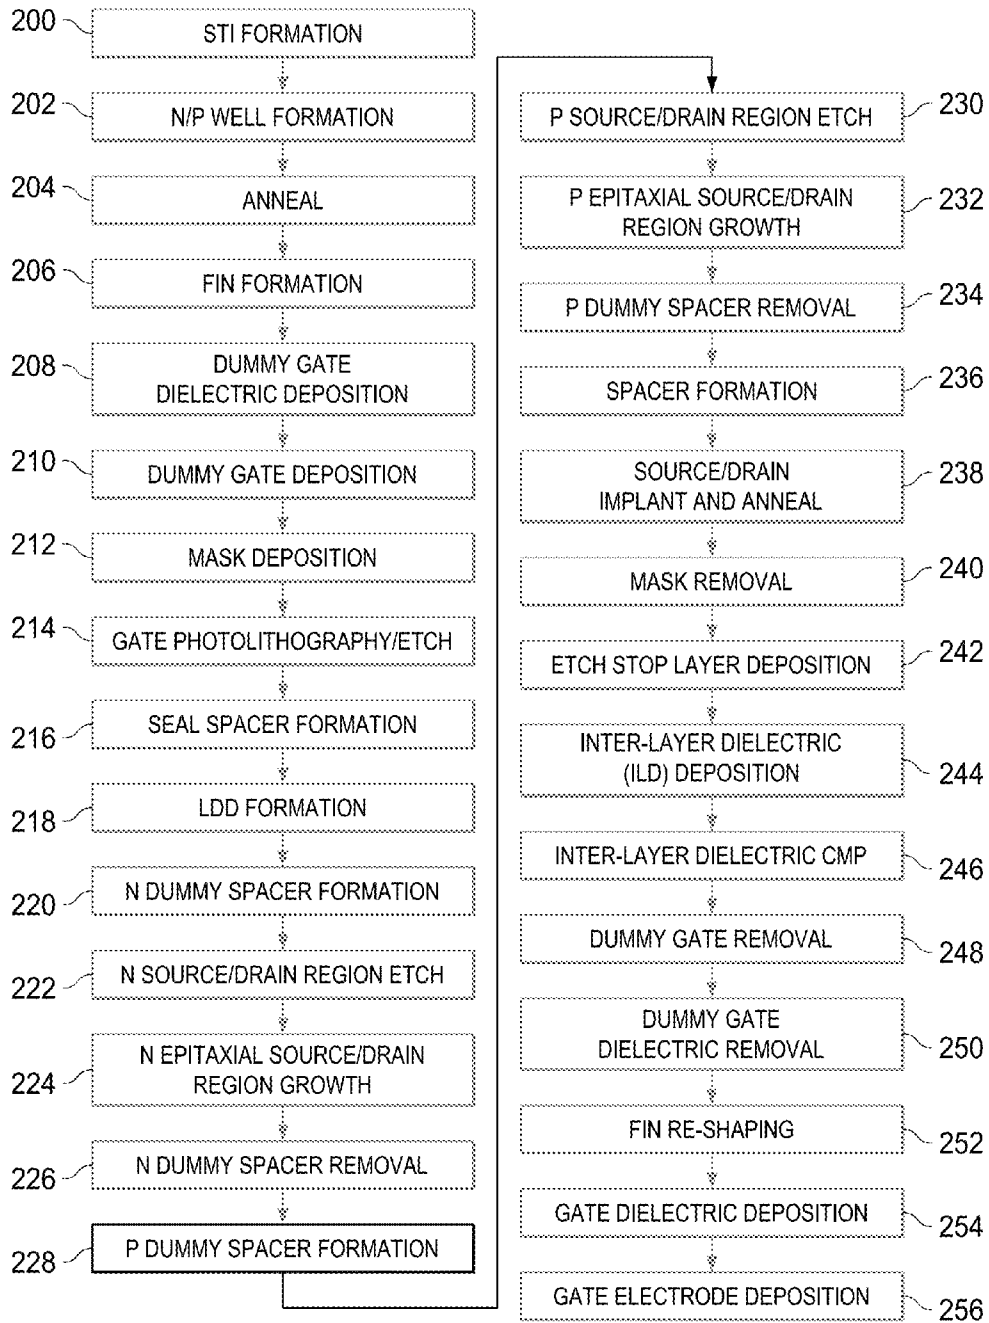 200
STI FORMATION
202
N/P WELL FORMATION
204
ANNEAL
206
FIN FORMATION
208
DUMMY GATE
DIELECTRIC DEPOSITION
210
DUMMY GATE DEPOSITION
212
MASK DEPOSITION
214
GATE PHOTOLITHOGRAPHY/ETCH
216
SEAL SPACER FORMATION
218
LDD FORMATION
220
N DUMMY SPACER FORMATION
222
N SOURCE/DRAIN REGION ETCH
224
N EPITAXIAL SOURCE/DRAIN
REGION GROWTH
226
N DUMMY SPACER REMOVAL
228
P DUMMY SPACER FORMATION
P SOURCE/DRAIN REGION ETCH
230
P EPITAXIAL SOURCE/DRAIN
REGION GROWTH
232
P DUMMY SPACER REMOVAL
234
SPACER FORMATION
236
SOURCE/DRAIN
IMPLANT AND ANNEAL
238
MASK REMOVAL
240
ETCH STOP LAYER DEPOSITION
242
INTER-LAYER DIELECTRIC
(ILD) DEPOSITION
244
INTER-LAYER DIELECTRIC CMP
246
DUMMY GATE REMOVAL
248
DUMMY GATE
DIELECTRIC REMOVAL
250
FIN RE-SHAPING
252
GATE DIELECTRIC DEPOSITION
254
GATE ELECTRODE DEPOSITION
256